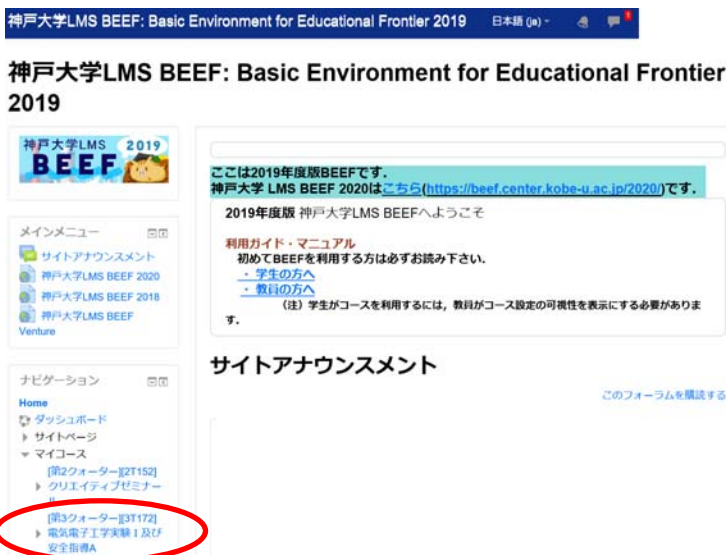 神戸大学LMS BEEF: Basic Environment for Educational Frontier 2019 日本語 (ja)
神戸大学LMS BEEF: Basic Environment for Educational Frontier
2019
神戸大学LMS 2019
BEEF
メインメニュー
サイトアナウンスメント
神戸大学LMS BEEF 2020
神戸大学LMS BEEF 2018
神戸大学LMS BEEF
Venture
ナビゲーション
Home
ダッシュボード
サイトページ
マイコース
[第2クォーター][2T152]
クリエイティブゼミナー
ル
[第3クォーター][3T172]
電気電子工学実験 I 及び
安全指導A
ここは2019年度版BEEFです.
神戸大学 LMS BEEF 2020はこちら(https://beef.center.kobe-u.ac.jp/2020/)です.
2019年度版 神戸大学LMS BEEFへようこそ
利用ガイド・マニュアル
初めてBEEFを利用する方は必ずお読み下さい.
・ 学生の方へ
・ 教員の方へ
(注) 学生がコースを利用するには, 教員がコース設定の可視性を表示にする必要がありま
す.
サイトアナウンスメント
このフォーラムを購読する